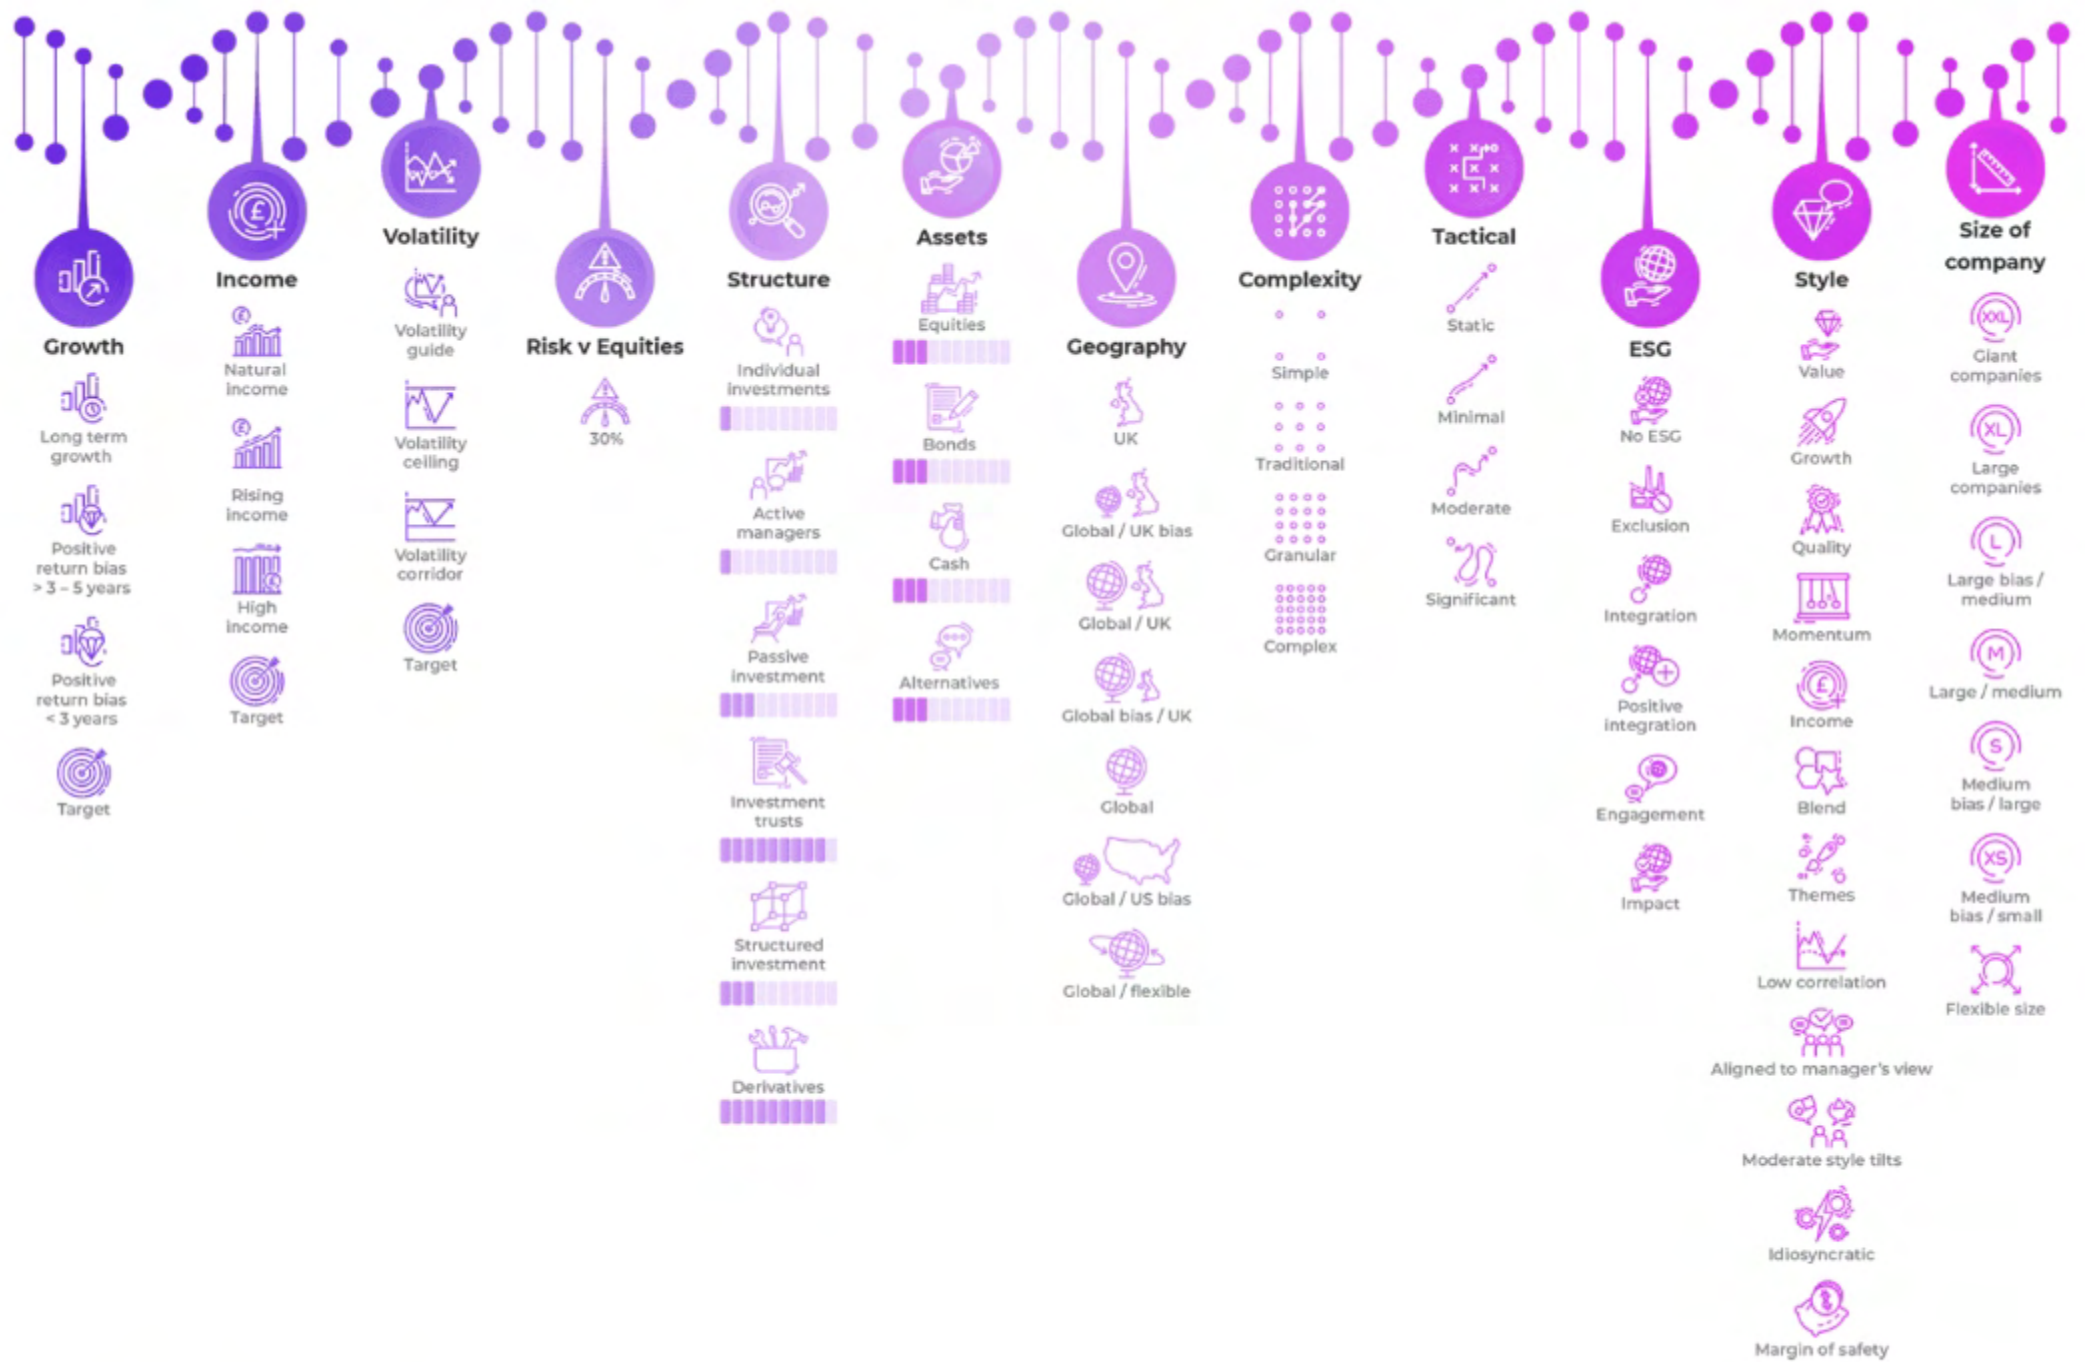 Growth
Long term
growth
Positive
return bias
> 3 – 5 years
Positive
return bias
< 3 years
Target
£
Income
£
Natural
income
£
Rising
income
High
income
Target
Volatility
Volatility
guide
Volatility
ceiling
Volatility
corridor
Target
Risk v Equities
30%
Structure
Individual
investments
Active
managers
Passive
investment
Investment
trusts
Structured
investment
Derivatives
Assets
Equities
Bonds
Cash
Alternatives
Geography
UK
Global / UK bias
Global / UK
Global bias / UK
Global
Global / US bias
Global / flexible
Complexity
Simple
Traditional
Granular
Complex
Tactical
Static
Minimal
Moderate
Significant
ESG
No ESG
Exclusion
Integration
Positive
integration
Engagement
Impact
Style
Value
Growth
Quality
Momentum
£
Income
Blend
Themes
Low correlation
Aligned to manager's view
Moderate style tilts
Idiosyncratic
Margin of safety
Size of
company
XXL
Giant
companies
XL
Large
companies
L
Large bias /
medium
M
Large / medium
S
Medium
bias / large
XS
Medium
bias / small
Flexible size